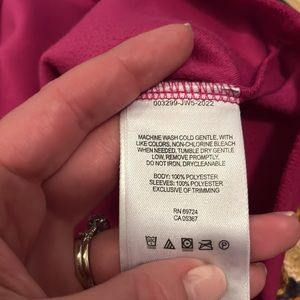 003299-JW5-2022
MACHINE WASH COLD GENTLE, WITH
LIKE COLORS, NON-CHLORINE BLEACH
WHEN NEEDED, TUMBLE DRY GENTLE
LOW, REMOVE PROMPTLY,
DO NOT IRON, DRYCLEANABLE
BODY: 100% POLYESTER
SLEEVES: 100% POLYESTER
EXCLUSIVE OF TRIMMING
RN 69724
CA 05367